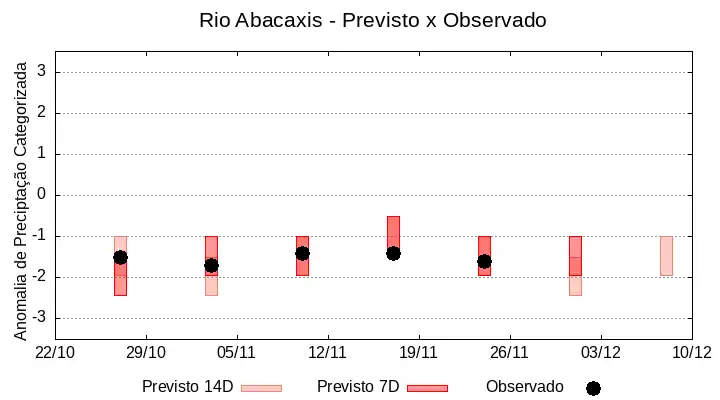 Rio Abacaxis - Previsto x Observado
Anomalia de Preciptação Categorizada
3
2
1
0
-1
-2
-3
22/10 29/10 05/11 12/11 19/11 26/11 03/12 10/12
Previsto 14D Previsto 7D Observado